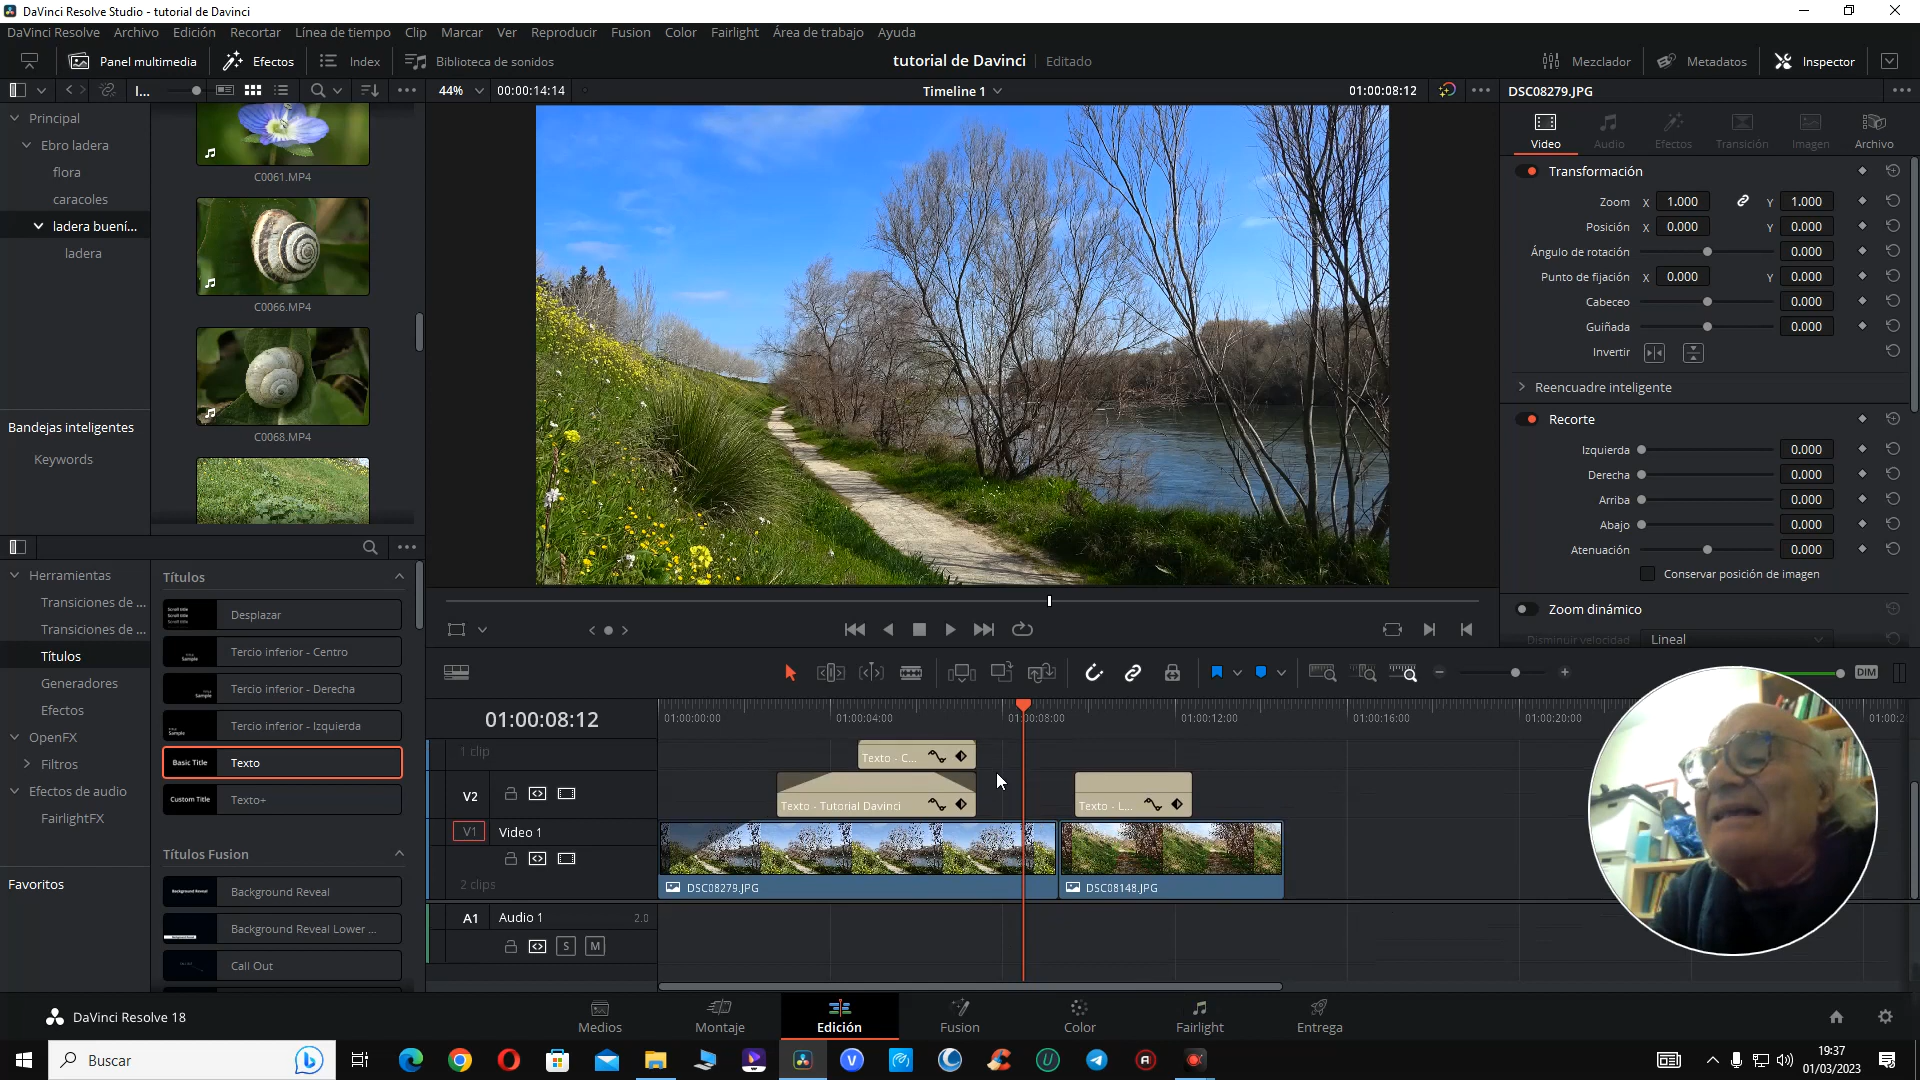 DaVinci Resolve Studio - tutorial de Davinci
DaVinci Resolve Archivo Edición Recortar Línea de tiempo Clip Marcar Ver Reproducir Fusion Color Fairlight Área de trabajo Ayuda
Panel multimedia Efectos Index Biblioteca de sonidos tutorial de Davinci Editado Mezclador Metadatos Inspector
I... 44% 00:00:14:14 Timeline 1 01:00:08:12 DSC08279.JPG
Principal
Ebro ladera
flora
caracoles
ladera buení...
ladera
Bandejas inteligentes
Keywords
C0061.MP4
C0066.MP4
C0068.MP4
Video Audio Efectos Transición Imagen Archivo
Transformación
Zoom X 1.000 Y 1.000
Posición X 0.000 Y 0.000
Ángulo de rotación 0.000
Punto de fijación X 0.000 Y 0.000
Cabeceo 0.000
Guiñada 0.000
Invertir
Reencuadre inteligente
Recorte
Izquierda 0.000
Derecha 0.000
Arriba 0.000
Abajo 0.000
Atenuación 0.000
Conservar posición de imagen
Zoom dinámico
Disminuir velocidad Lineal
Herramientas
Transiciones de ...
Transiciones de ...
Títulos
Generadores
Efectos
OpenFX
Filtros
Efectos de audio
FairlightFX
Favoritos
Títulos
Desplazar
Tercio inferior - Centro
Tercio inferior - Derecha
Tercio inferior - Izquierda
Basic Title Texto
Custom Title Texto+
Títulos Fusion
Background Reveal Background Reveal
Background Reveal Lower ...
Call Out
DIM
01:00:08:12 01:00:00:00 01:00:04:00 01:00:08:00 01:00:12:00 01:00:16:00 01:00:20:00
1 clip Texto - C...
V2 Texto - Tutorial Davinci Texto - L...
V1 Video 1
2 clips DSC08279.JPG DSC08148.JPG
A1 Audio 1 2.0
S M
DaVinci Resolve 18
Medios Montaje Edición Fusion Color Fairlight Entrega
Buscar
19:37
01/03/2023